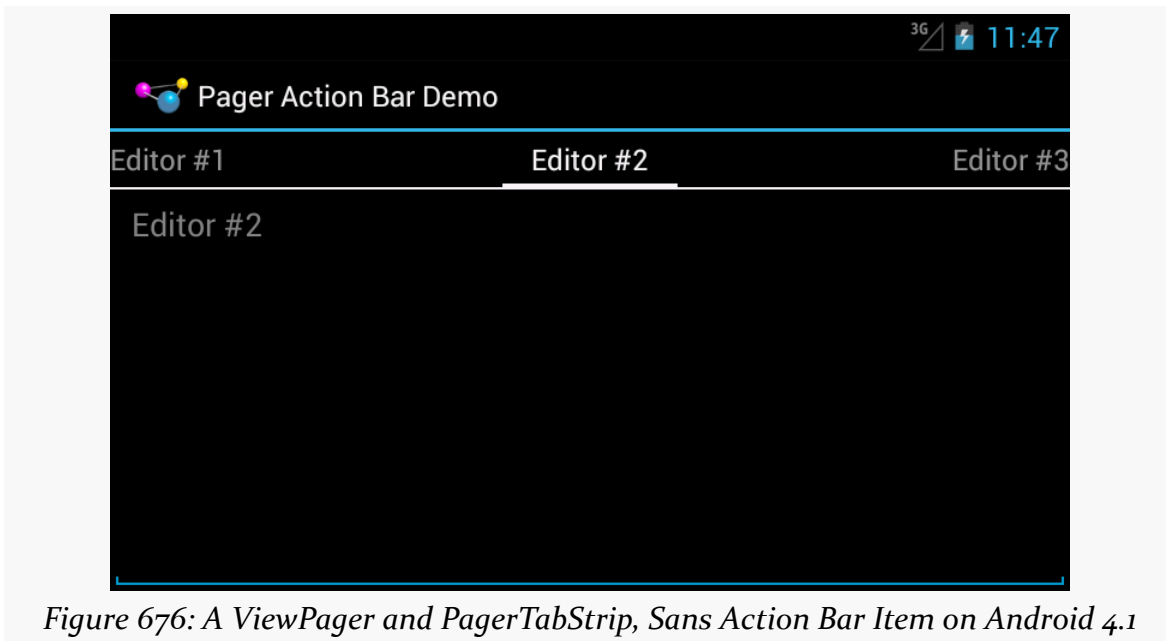 3G 11:47
Pager Action Bar Demo
Editor #1 Editor #2 Editor #3
Editor #2
Figure 676: A ViewPager and PagerTabStrip, Sans Action Bar Item on Android 4.1